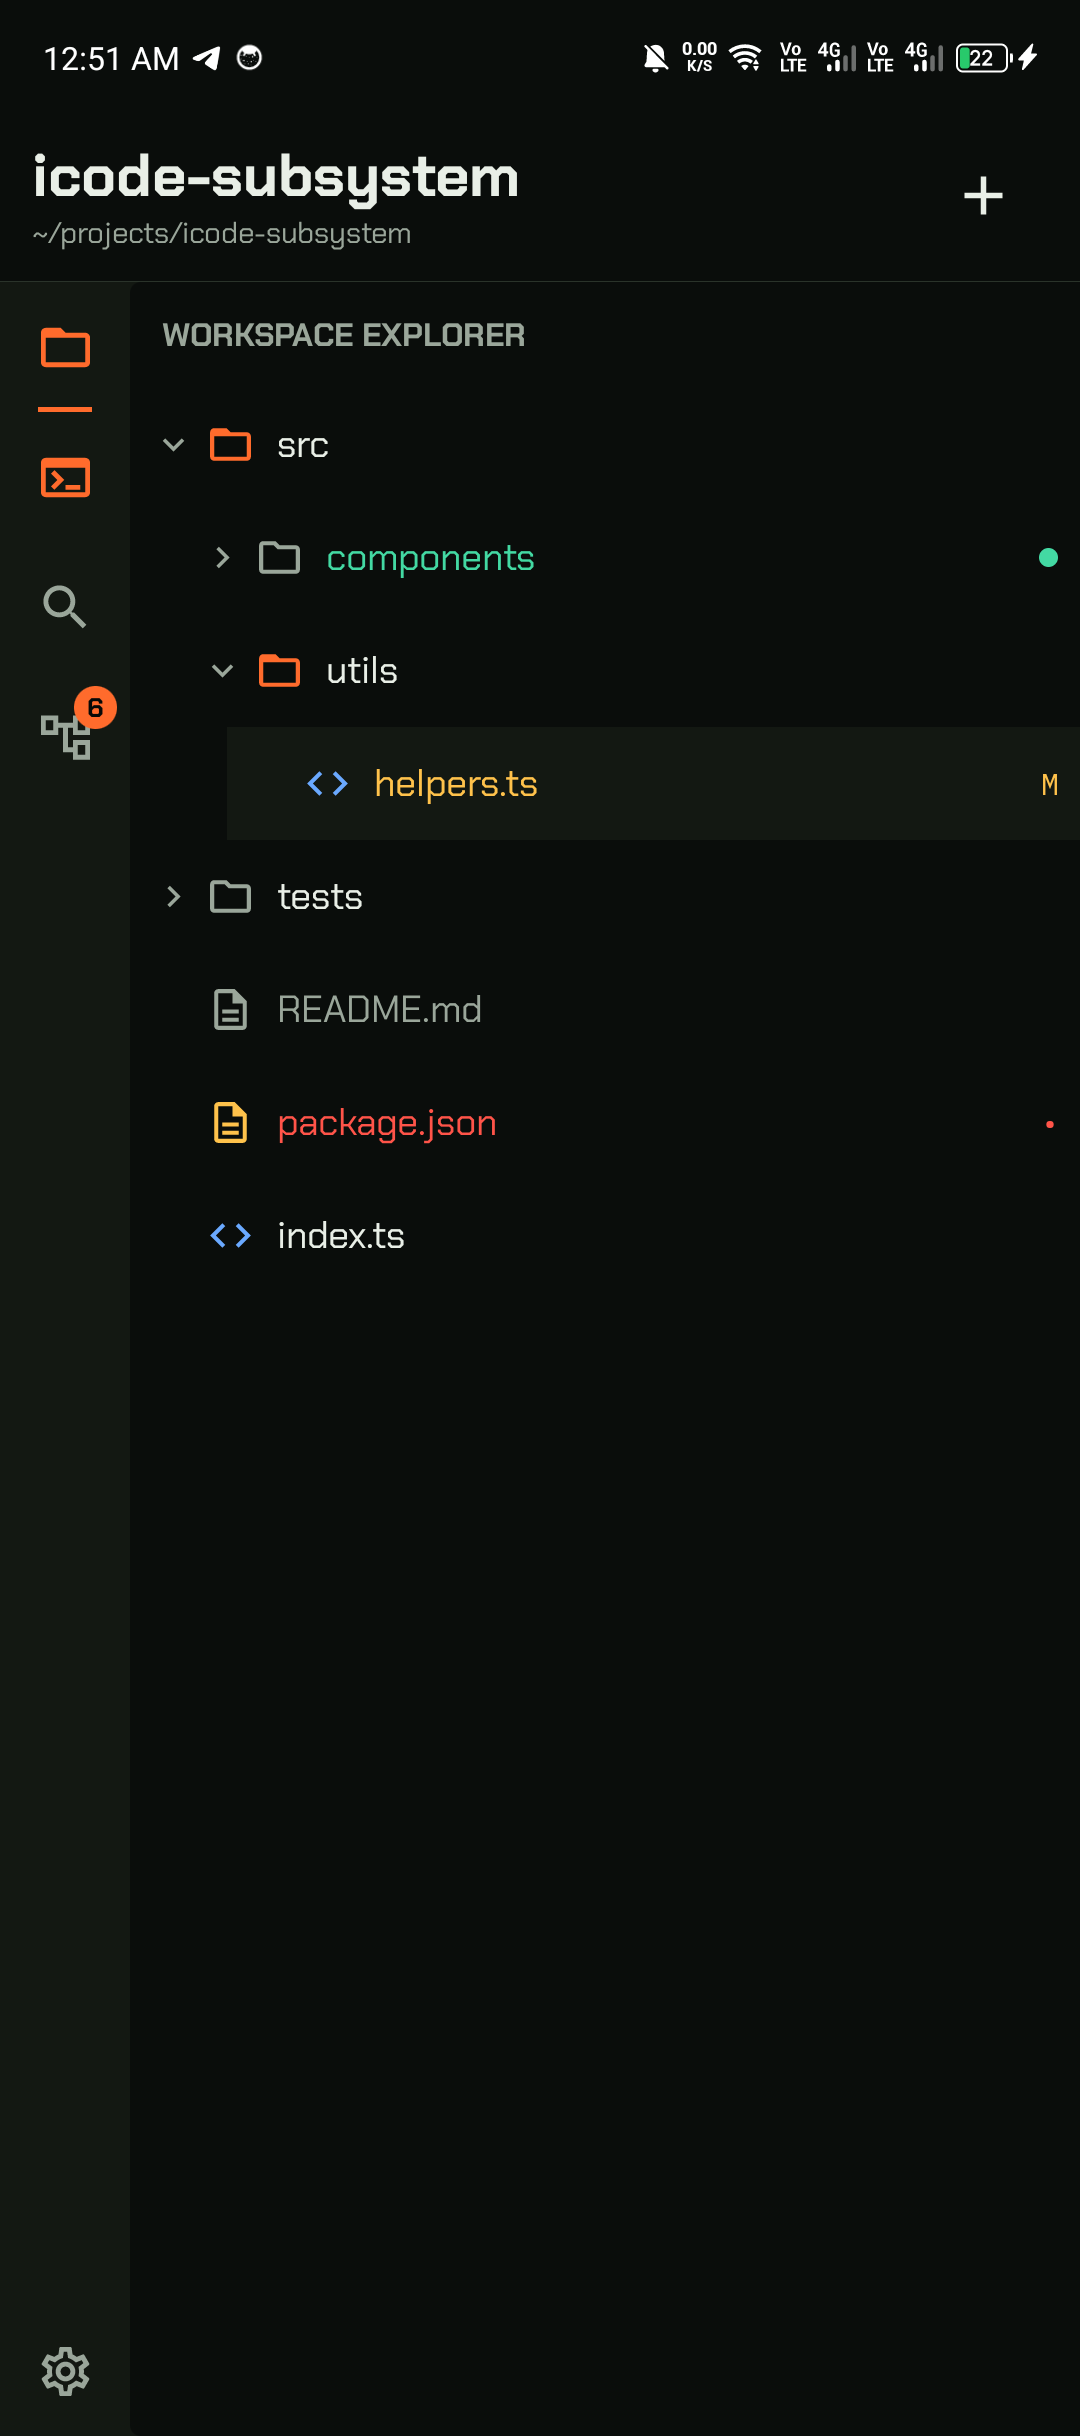 12:51 AM
0.00 K/S
Vo LTE 4G Vo LTE 4G 22
icode-subsystem
~/projects/icode-subsystem
WORKSPACE EXPLORER
src
components
utils
6
helpers.ts M
tests
README.md
package.json
index.ts